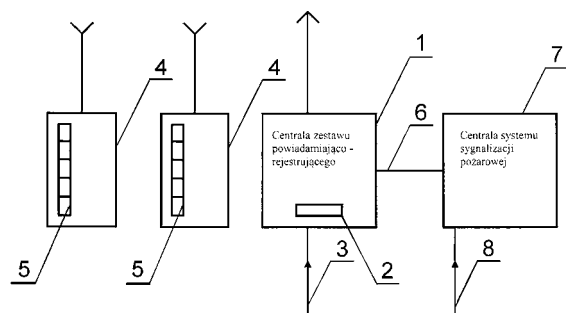 4
4
1
7
Centrala zestawu
powiadamiająco -
rejestrującego
6
Centrala systemu
sygnalizacji
pożarowej
5
5
3
2
8